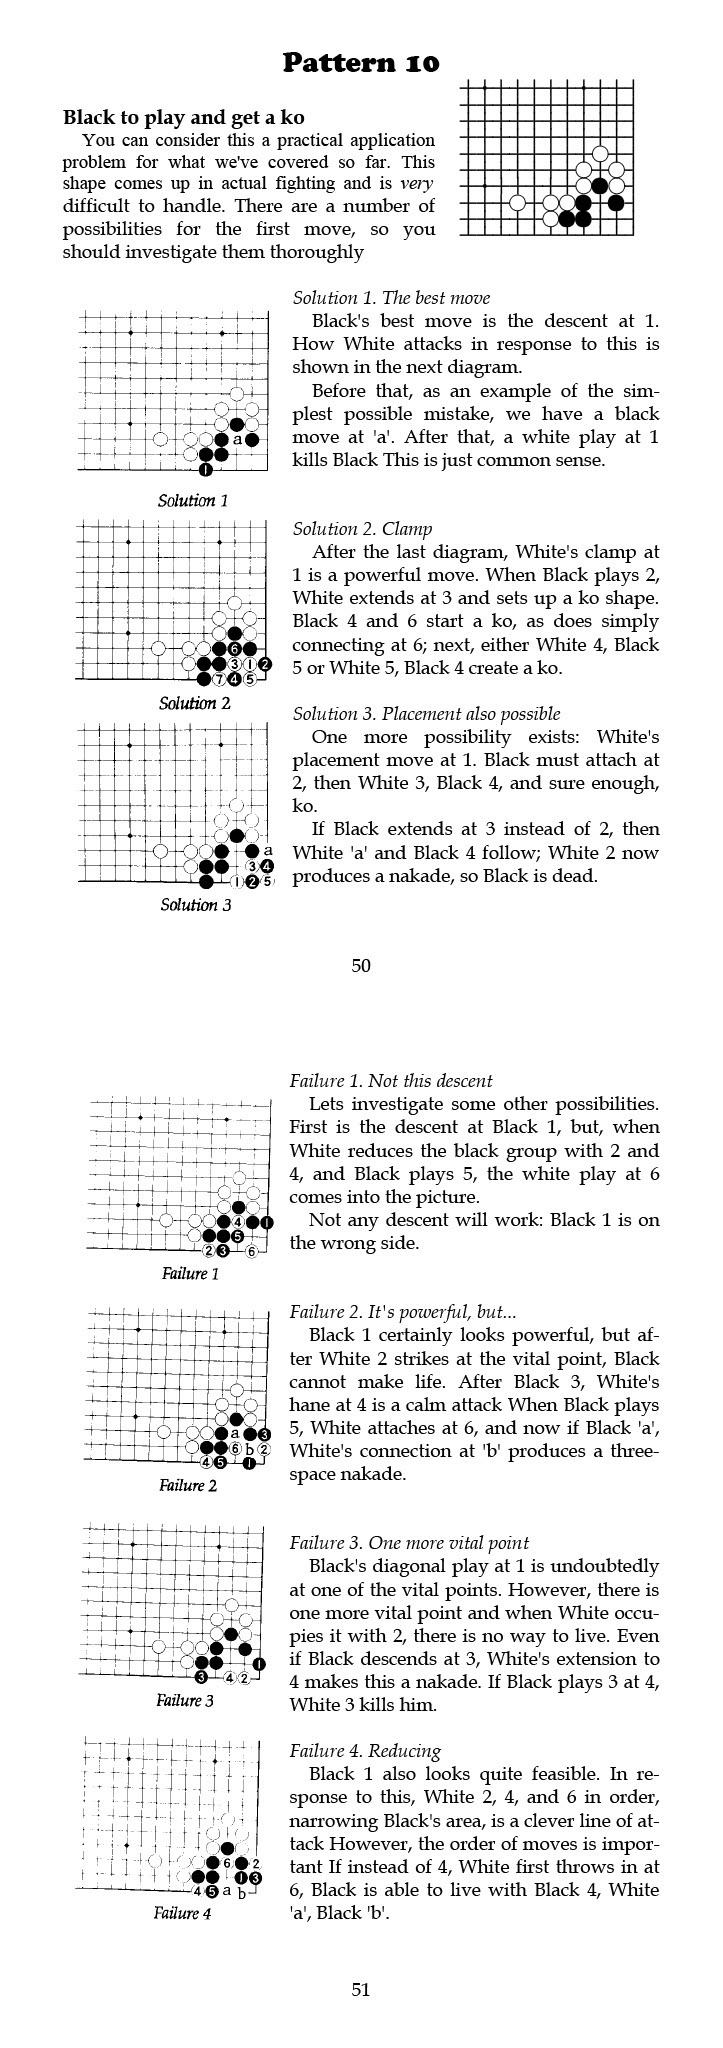 Pattern 10
Black to play and get a ko
You can consider this a practical application
problem for what we've covered so far. This
shape comes up in actual fighting and is very
difficult to handle. There are a number of
possibilities for the first move, so you
should investigate them thoroughly
Solution 1. The best move
Black's best move is the descent at 1.
How White attacks in response to this is
shown in the next diagram.
Before that, as an example of the sim-
plest possible mistake, we have a black
move at 'a'. After that, a white play at 1
kills Black This is just common sense.
a
1
Solution 1
Solution 2. Clamp
After the last diagram, White's clamp at
1 is a powerful move. When Black plays 2,
White extends at 3 and sets up a ko shape.
Black 4 and 6 start a ko, as does simply
connecting at 6; next, either White 4, Black
5 or White 5, Black 4 create a ko.
6
3 1 2
7 4 5
Solution 2
Solution 3. Placement also possible
One more possibility exists: White's
placement move at 1. Black must attach at
2, then White 3, Black 4, and sure enough,
ko.
If Black extends at 3 instead of 2, then
White 'a' and Black 4 follow; White 2 now
produces a nakade, so Black is dead.
a
3 4
1 2 5
Solution 3
50
Failure 1. Not this descent
Lets investigate some other possibilities.
First is the descent at Black 1, but, when
White reduces the black group with 2 and
4, and Black plays 5, the white play at 6
comes into the picture.
Not any descent will work: Black 1 is on
the wrong side.
4 1
5
2 3 6
Failure 1
Failure 2. It's powerful, but...
Black 1 certainly looks powerful, but af-
ter White 2 strikes at the vital point, Black
cannot make life. After Black 3, White's
hane at 4 is a calm attack When Black plays
5, White attaches at 6, and now if Black 'a',
White's connection at 'b' produces a three-
space nakade.
a 3
6 b 2
4 5 1
Failure 2
Failure 3. One more vital point
Black's diagonal play at 1 is undoubtedly
at one of the vital points. However, there is
one more vital point and when White occu-
pies it with 2, there is no way to live. Even
if Black descends at 3, White's extension to
4 makes this a nakade. If Black plays 3 at 4,
White 3 kills him.
1
3 4 2
Failure 3
Failure 4. Reducing
Black 1 also looks quite feasible. In re-
sponse to this, White 2, 4, and 6 in order,
narrowing Black's area, is a clever line of at-
tack However, the order of moves is impor-
tant If instead of 4, White first throws in at
6, Black is able to live with Black 4, White
'a', Black 'b'.
6 2
1 3
4 5 a b
Failure 4
51